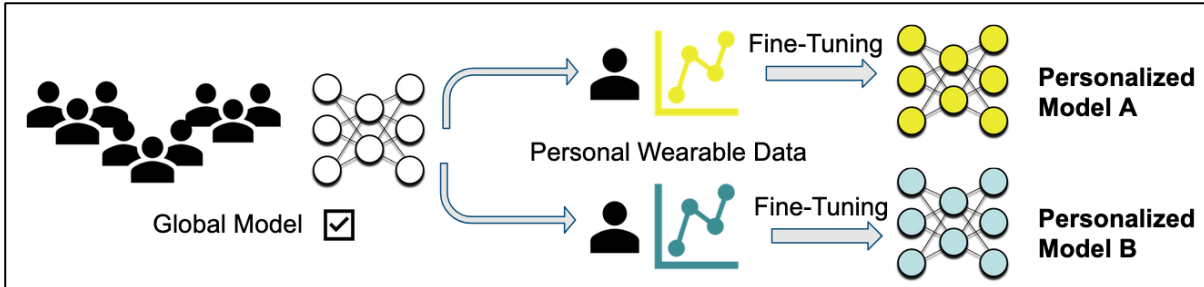 Fine-Tuning
Personalized
Model A
Personal Wearable Data
Global Model
Fine-Tuning
Personalized
Model B